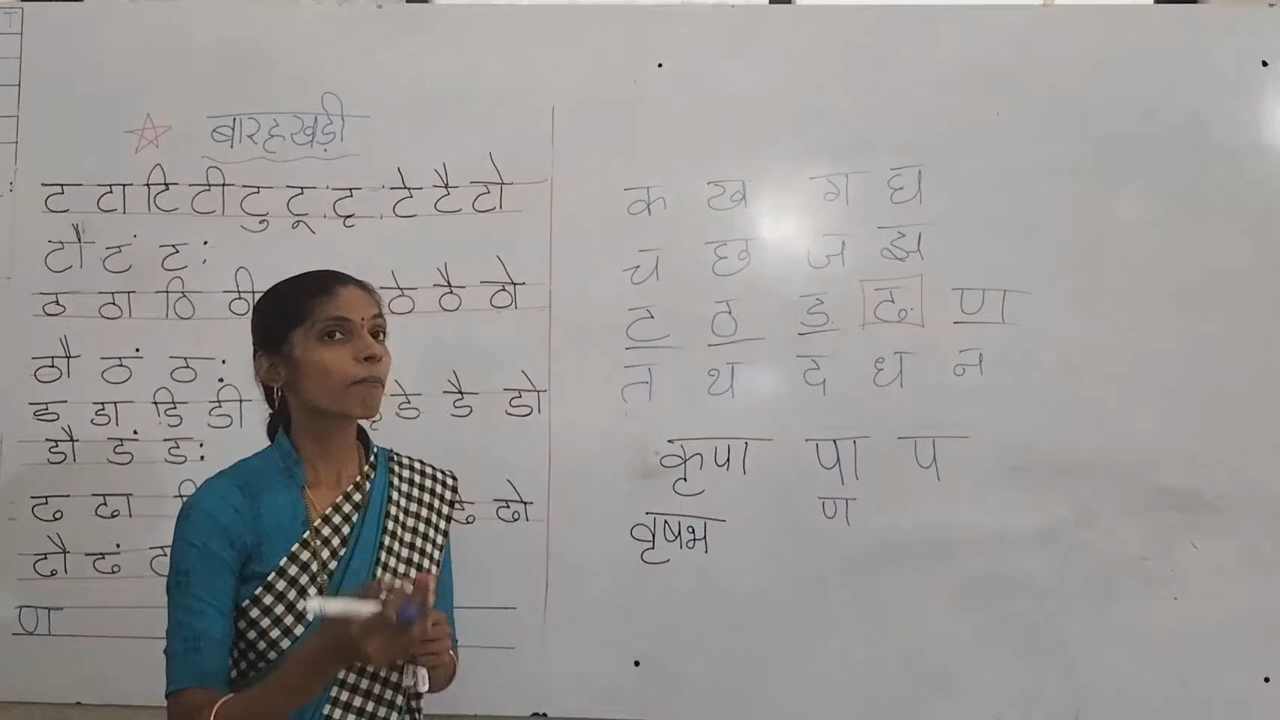 बारहखड़ी
ट टा टि टी टु टू टृ टे टै टो
टौ टं टः
ठ ठा ठि ठी ठे ठै ठो
ठौ ठं ठः
ड डा डि डी डे डै डो
डौ डं डः
ढ ढा ढो
ढौ ढं
ण
क ख ग घ
च छ ज झ
ट ठ ड ढ ण
त थ द ध न
कृपा पा प
ण
वृषभ